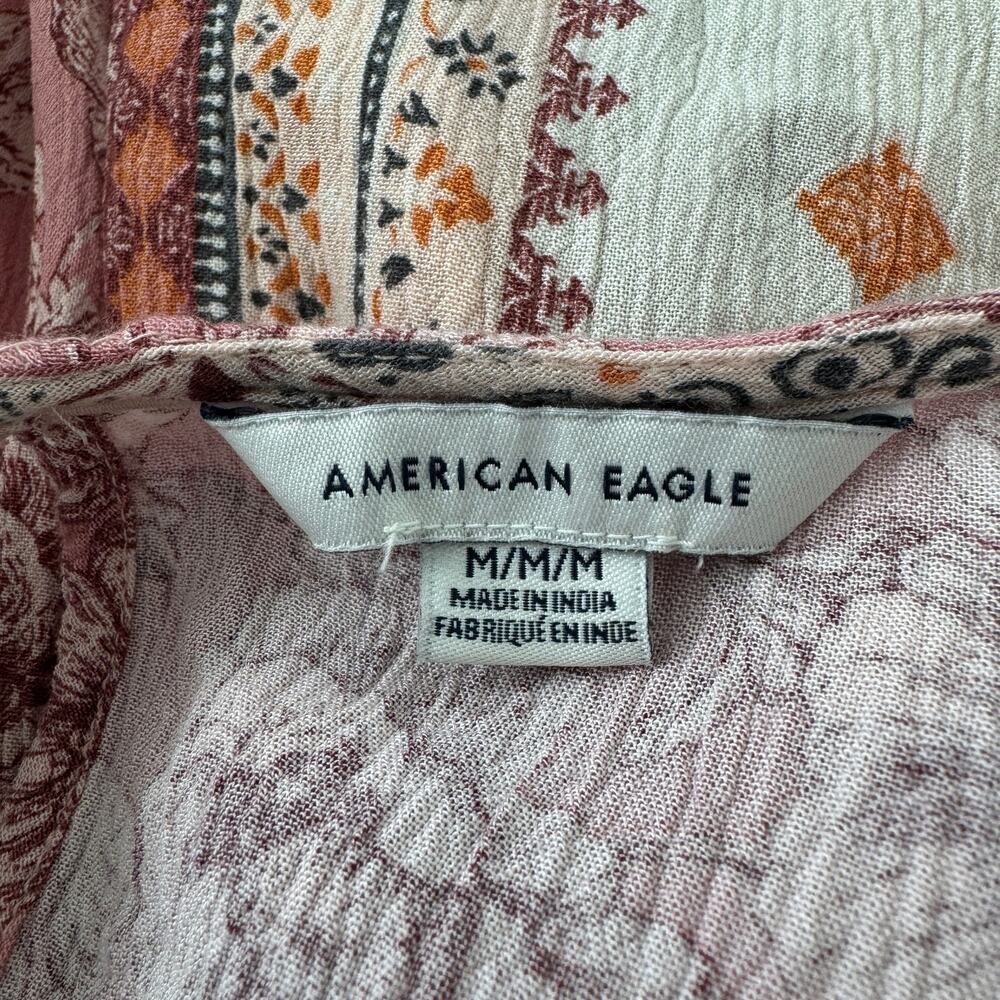 AMERICAN EAGLE
M/M/M
MADE IN INDIA
FABRIQUÉ EN INDE